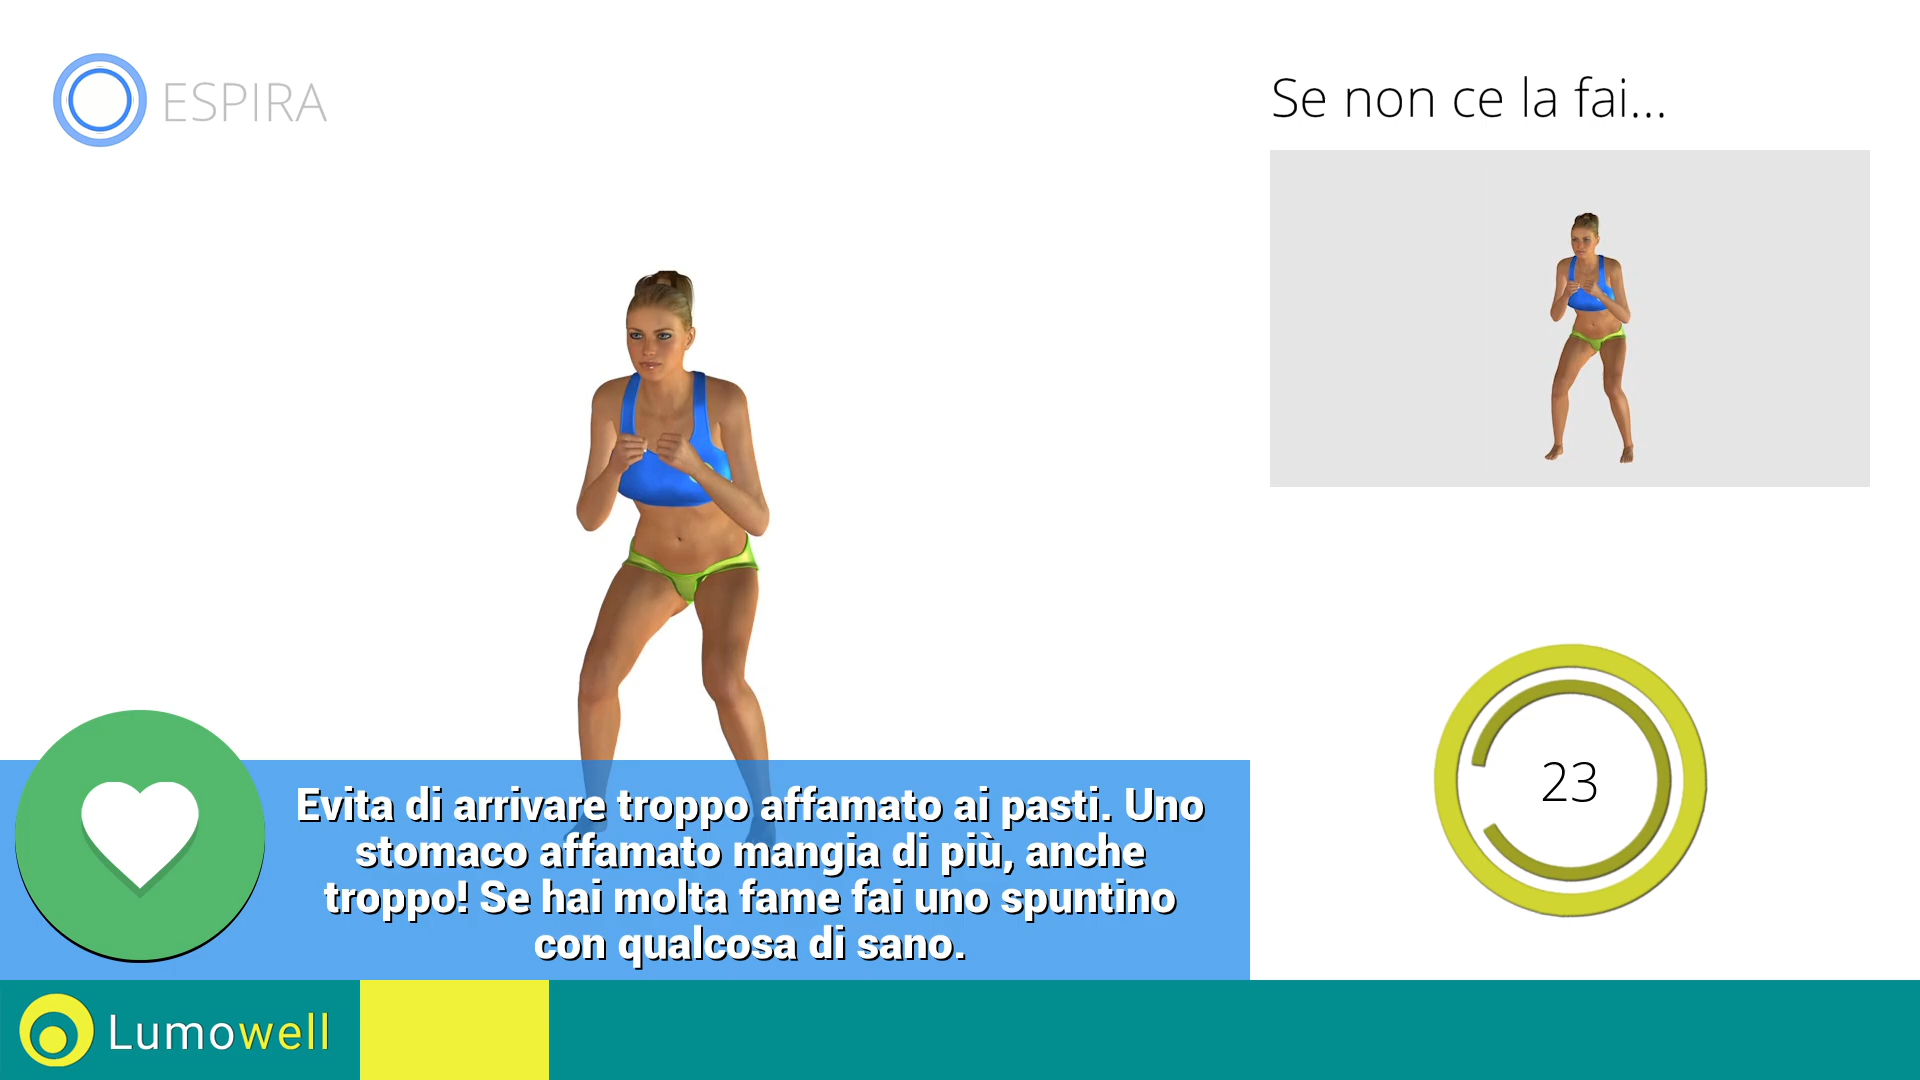 ESPIRA
Se non ce la fai...
23
Evita di arrivare troppo affamato ai pasti. Uno
stomaco affamato mangia di più, anche
troppo! Se hai molta fame fai uno spuntino
con qualcosa di sano.
Lumowell